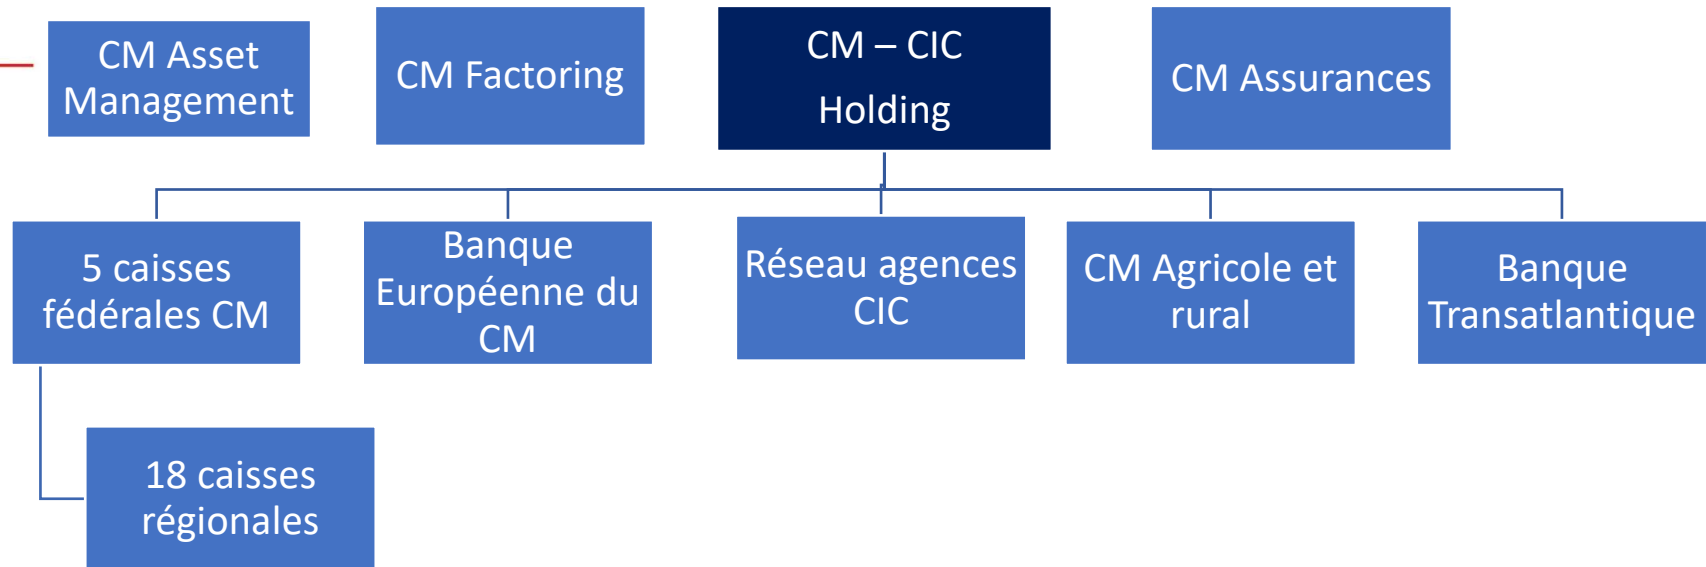 CM Asset
Management
CM Factoring
CM – CIC
Holding
CM Assurances
5 caisses
fédérales CM
Banque
Européenne du
CM
Réseau agences
CIC
CM Agricole et
rural
Banque
Transatlantique
18 caisses
régionales